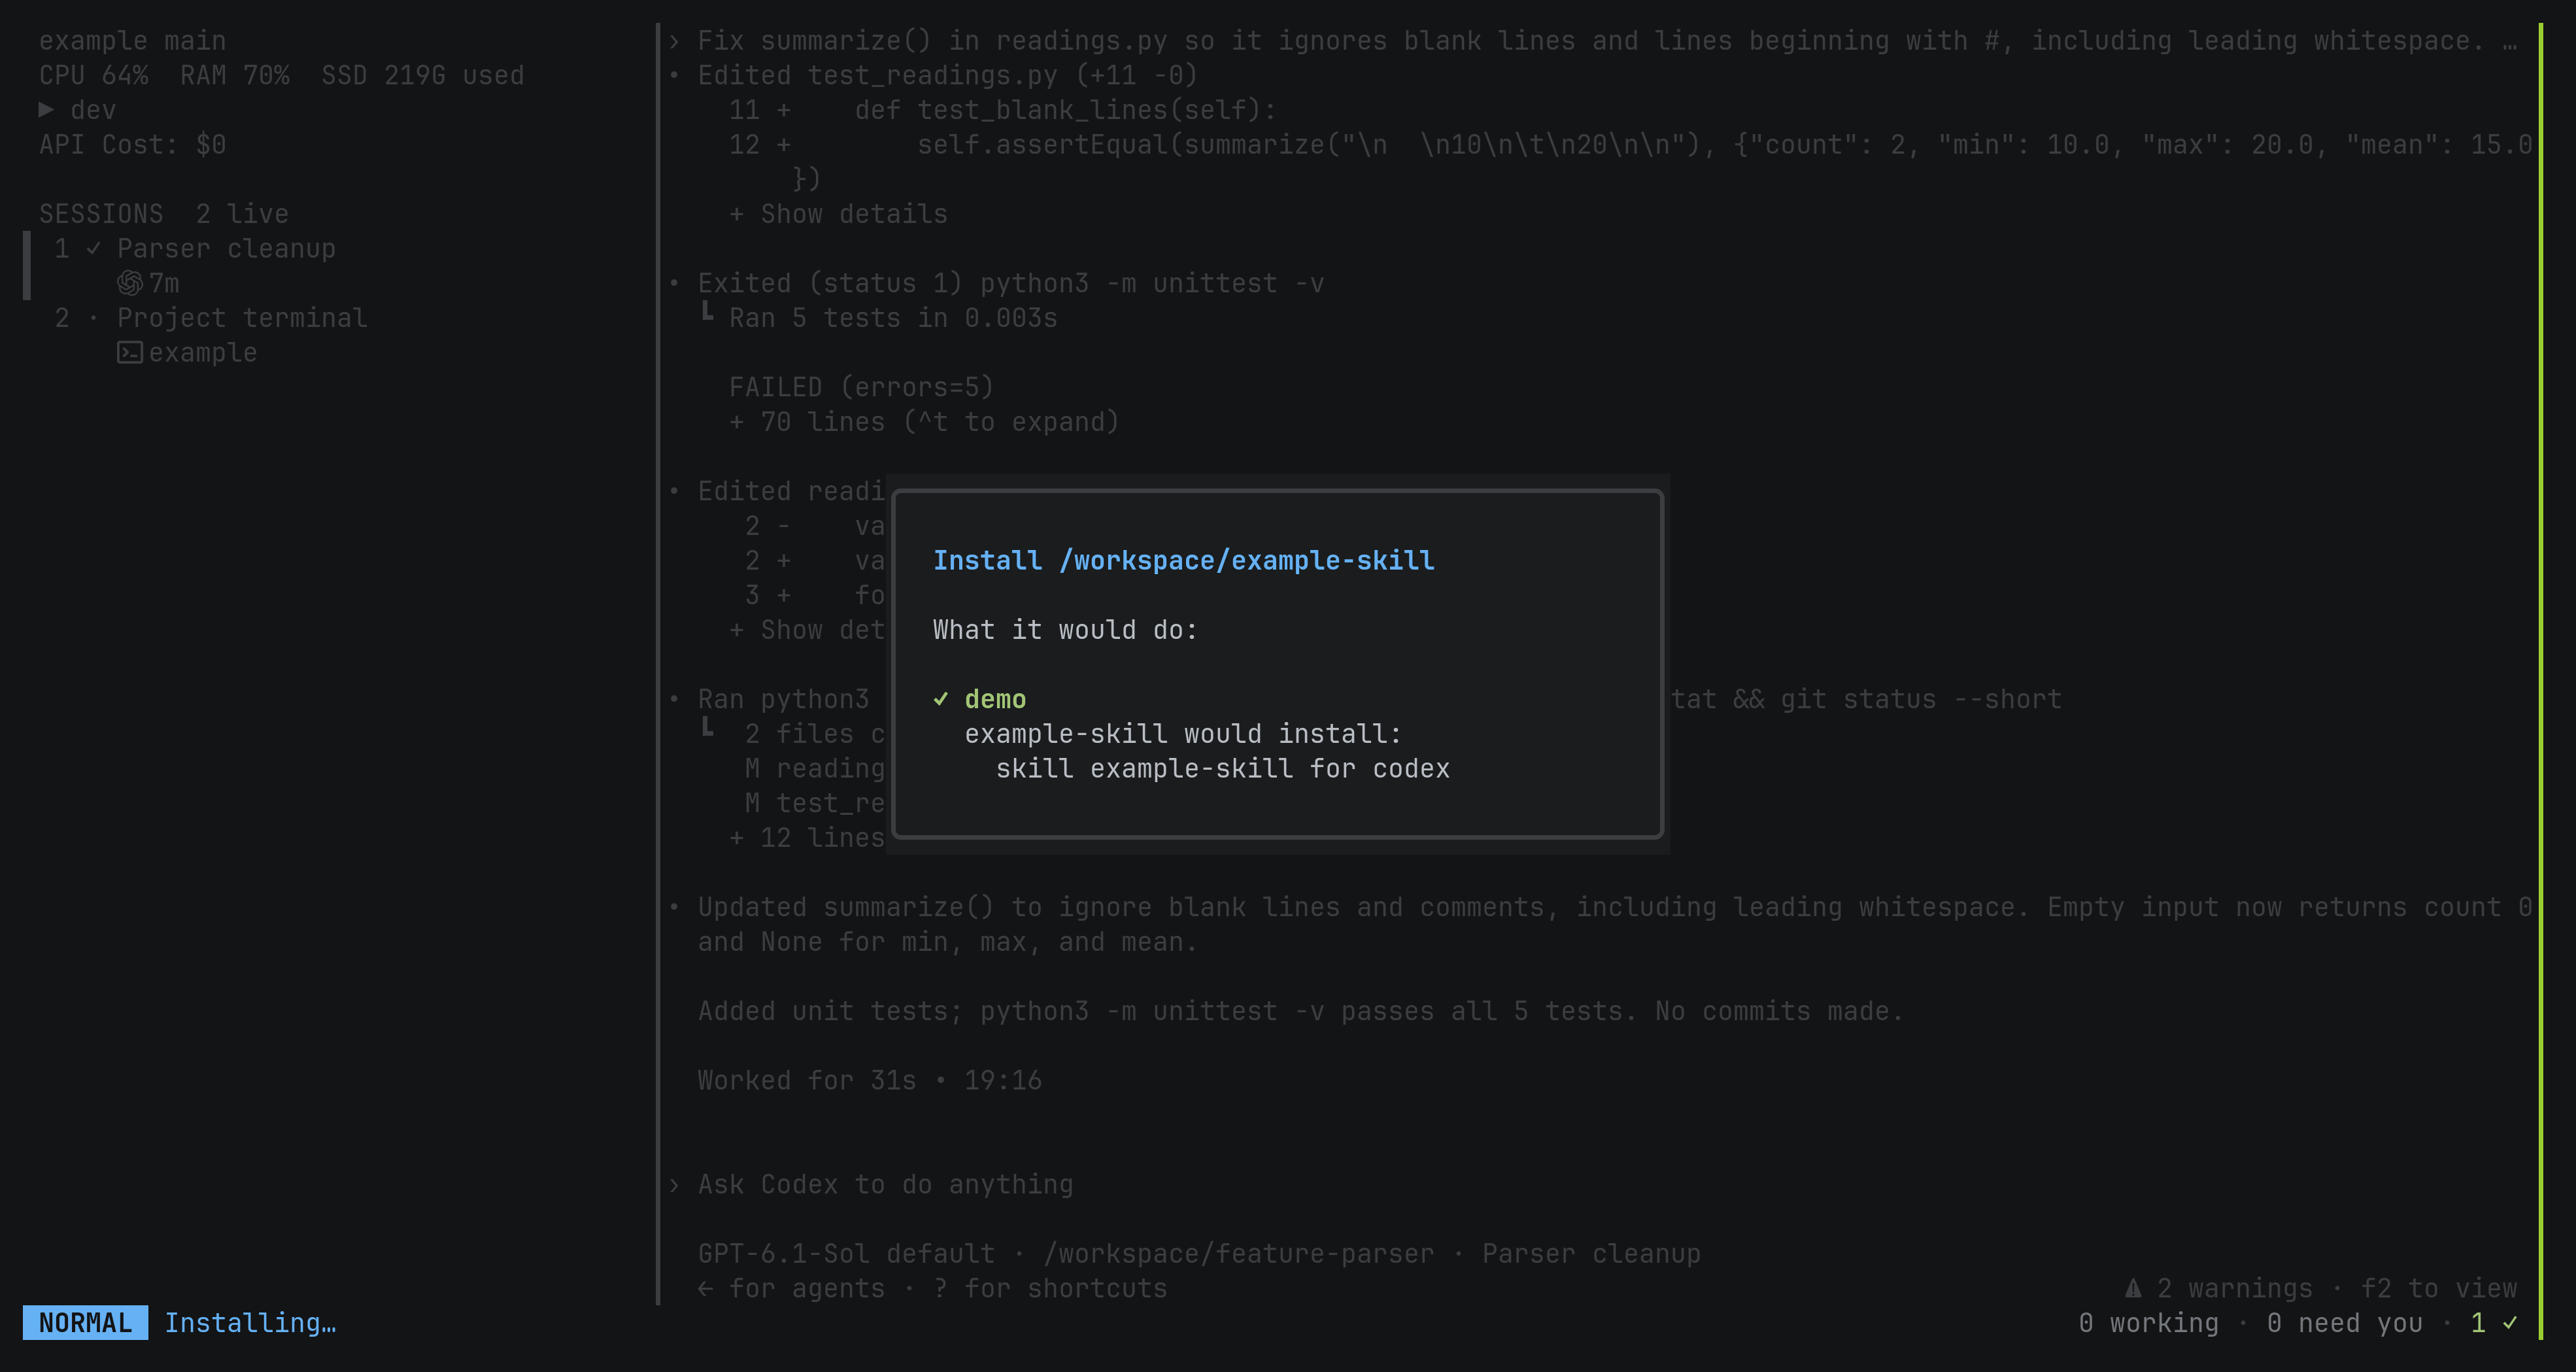 example main
CPU 64%  RAM 70%  SSD 219G used
▶ dev
API Cost: $0
SESSIONS  2 live
1 ✓ Parser cleanup
7m
2 · Project terminal
example
› Fix summarize() in readings.py so it ignores blank lines and lines beginning with #, including leading whitespace. …
• Edited test_readings.py (+11 -0)
11 +    def test_blank_lines(self):
12 +        self.assertEqual(summarize("\n  \n10\n\t\n20\n\n"), {"count": 2, "min": 10.0, "max": 20.0, "mean": 15.0
})
+ Show details
• Exited (status 1) python3 -m unittest -v
┗ Ran 5 tests in 0.003s
FAILED (errors=5)
+ 70 lines (^t to expand)
• Edited readi
2 -    va
2 +    va
3 +    fo
+ Show det
• Ran python3
tat && git status --short
┗  2 files c
M reading
M test_re
+ 12 lines
Install /workspace/example-skill
What it would do:
✓ demo
example-skill would install:
skill example-skill for codex
• Updated summarize() to ignore blank lines and comments, including leading whitespace. Empty input now returns count 0
and None for min, max, and mean.
Added unit tests; python3 -m unittest -v passes all 5 tests. No commits made.
Worked for 31s • 19:16
› Ask Codex to do anything
GPT-6.1-Sol default · /workspace/feature-parser · Parser cleanup
← for agents · ? for shortcuts
⚠ 2 warnings · f2 to view
NORMAL Installing…
0 working · 0 need you · 1 ✓